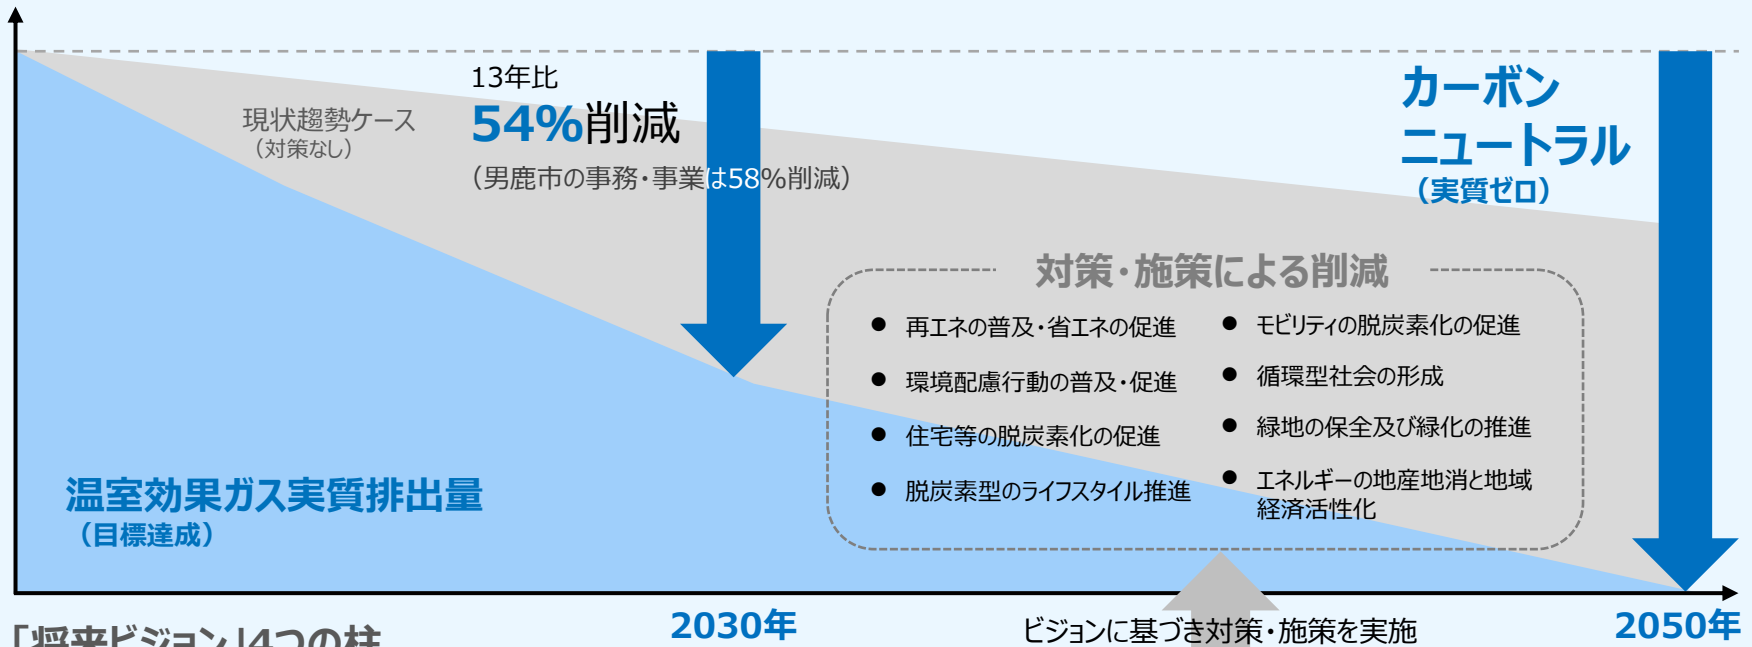 13年比
54%削減
(男鹿市の事務・事業は58%削減)
現状趨勢ケース
(対策なし)
カーボン
ニュートラル
(実質ゼロ)
対策・施策による削減
● 再エネの普及・省エネの促進
● 環境配慮行動の普及・促進
● 住宅等の脱炭素化の促進
● 脱炭素型のライフスタイル推進
● モビリティの脱炭素化の促進
● 循環型社会の形成
● 緑地の保全及び緑化の推進
● エネルギーの地産地消と地域
経済活性化
温室効果ガス実質排出量
(目標達成)
2030年
ビジョンに基づき対策・施策を実施
2050年
「将来ビジョン」4つの柱